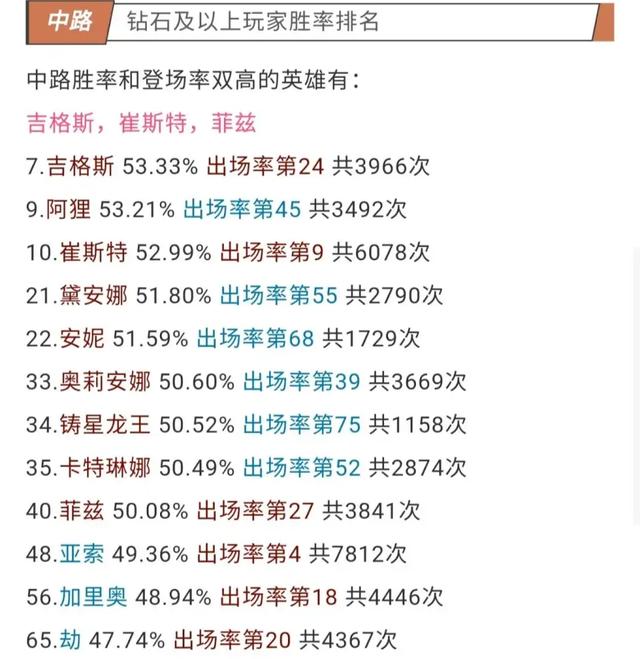 中路 钻石及以上玩家胜率排名
中路胜率和登场率双高的英雄有：
吉格斯，崔斯特，菲兹
7.吉格斯 53.33% 出场率第24 共3966次
9.阿狸 53.21% 出场率第45 共3492次
10.崔斯特 52.99% 出场率第9 共6078次
21.黛安娜 51.80% 出场率第55 共2790次
22.安妮 51.59% 出场率第68 共1729次
33.奥莉安娜 50.60% 出场率第39 共3669次
34.铸星龙王 50.52% 出场率第75 共1158次
35.卡特琳娜 50.49% 出场率第52 共2874次
40.菲兹 50.08% 出场率第27 共3841次
48.亚索 49.36% 出场率第4 共7812次
56.加里奥 48.94% 出场率第18 共4446次
65.劫 47.74% 出场率第20 共4367次